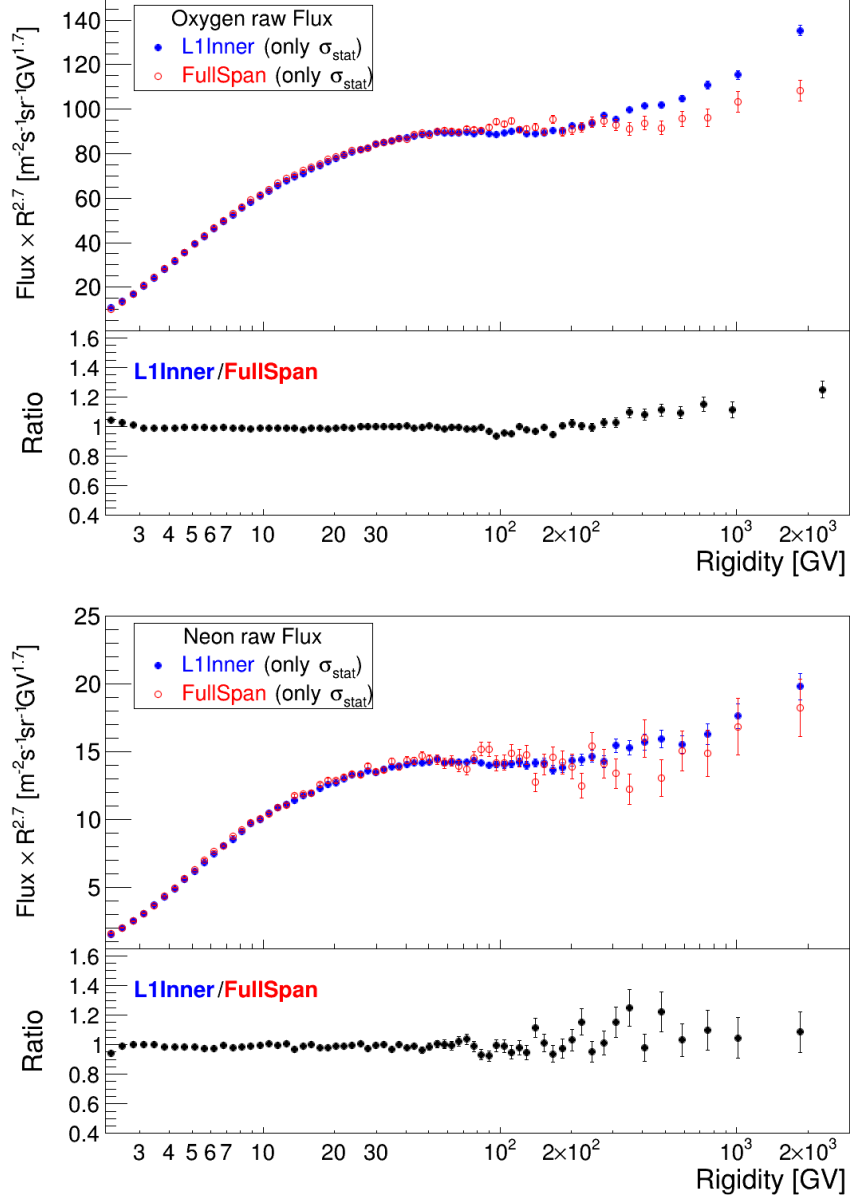 Oxygen raw Flux
L1Inner (only σstat)
FullSpan (only σstat)
Flux × R2.7 [m-2s-1sr-1GV1.7]
140
120
100
80
60
40
20
L1Inner/FullSpan
Ratio
1.6
1.4
1.2
1
0.8
0.6
0.4
3 4 5 6 7 10 20 30 102 2×102 103 2×103
Rigidity [GV]
Neon raw Flux
L1Inner (only σstat)
FullSpan (only σstat)
Flux × R2.7 [m-2s-1sr-1GV1.7]
25
20
15
10
5
L1Inner/FullSpan
Ratio
1.6
1.4
1.2
1
0.8
0.6
0.4
3 4 5 6 7 10 20 30 102 2×102 103 2×103
Rigidity [GV]